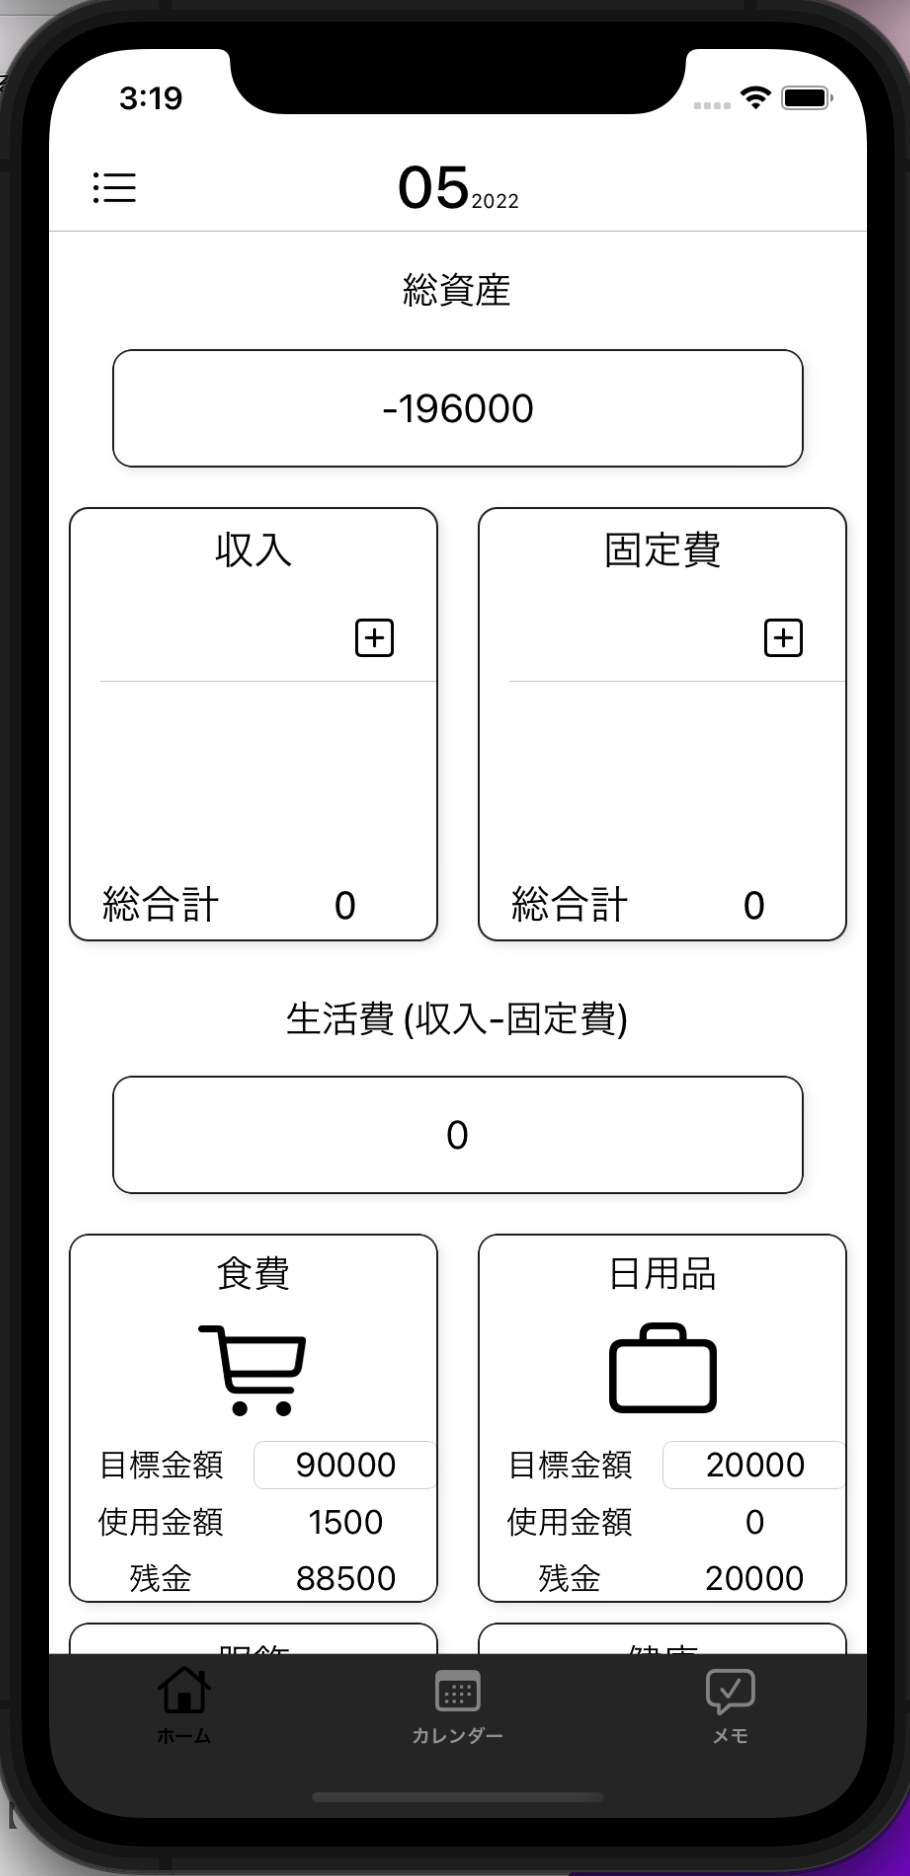 3:19
05 2022
総資産
-196000
収入
固定費
総合計 0
総合計 0
生活費 (収入-固定費)
0
食費
目標金額 90000
使用金額 1500
残金 88500
日用品
目標金額 20000
使用金額 0
残金 20000
ホーム
カレンダー
メモ